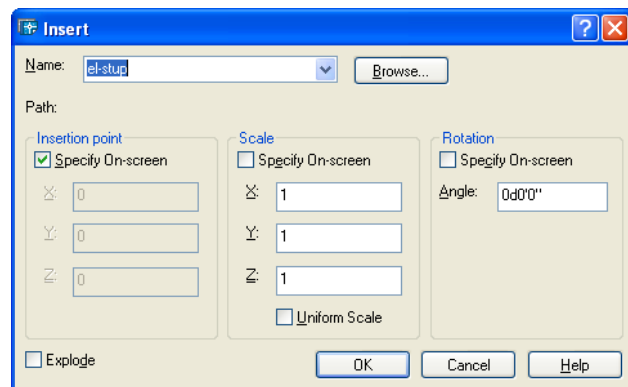 Insert
Name: el-stup Browse...
Path:
Insertion point Scale Rotation
Specify On-screen Specify On-screen Specify On-screen
X: 0 X: 1 Angle: 0d0'0"
Y: 0 Y: 1
Z: 0 Z: 1
Uniform Scale
Explode OK Cancel Help